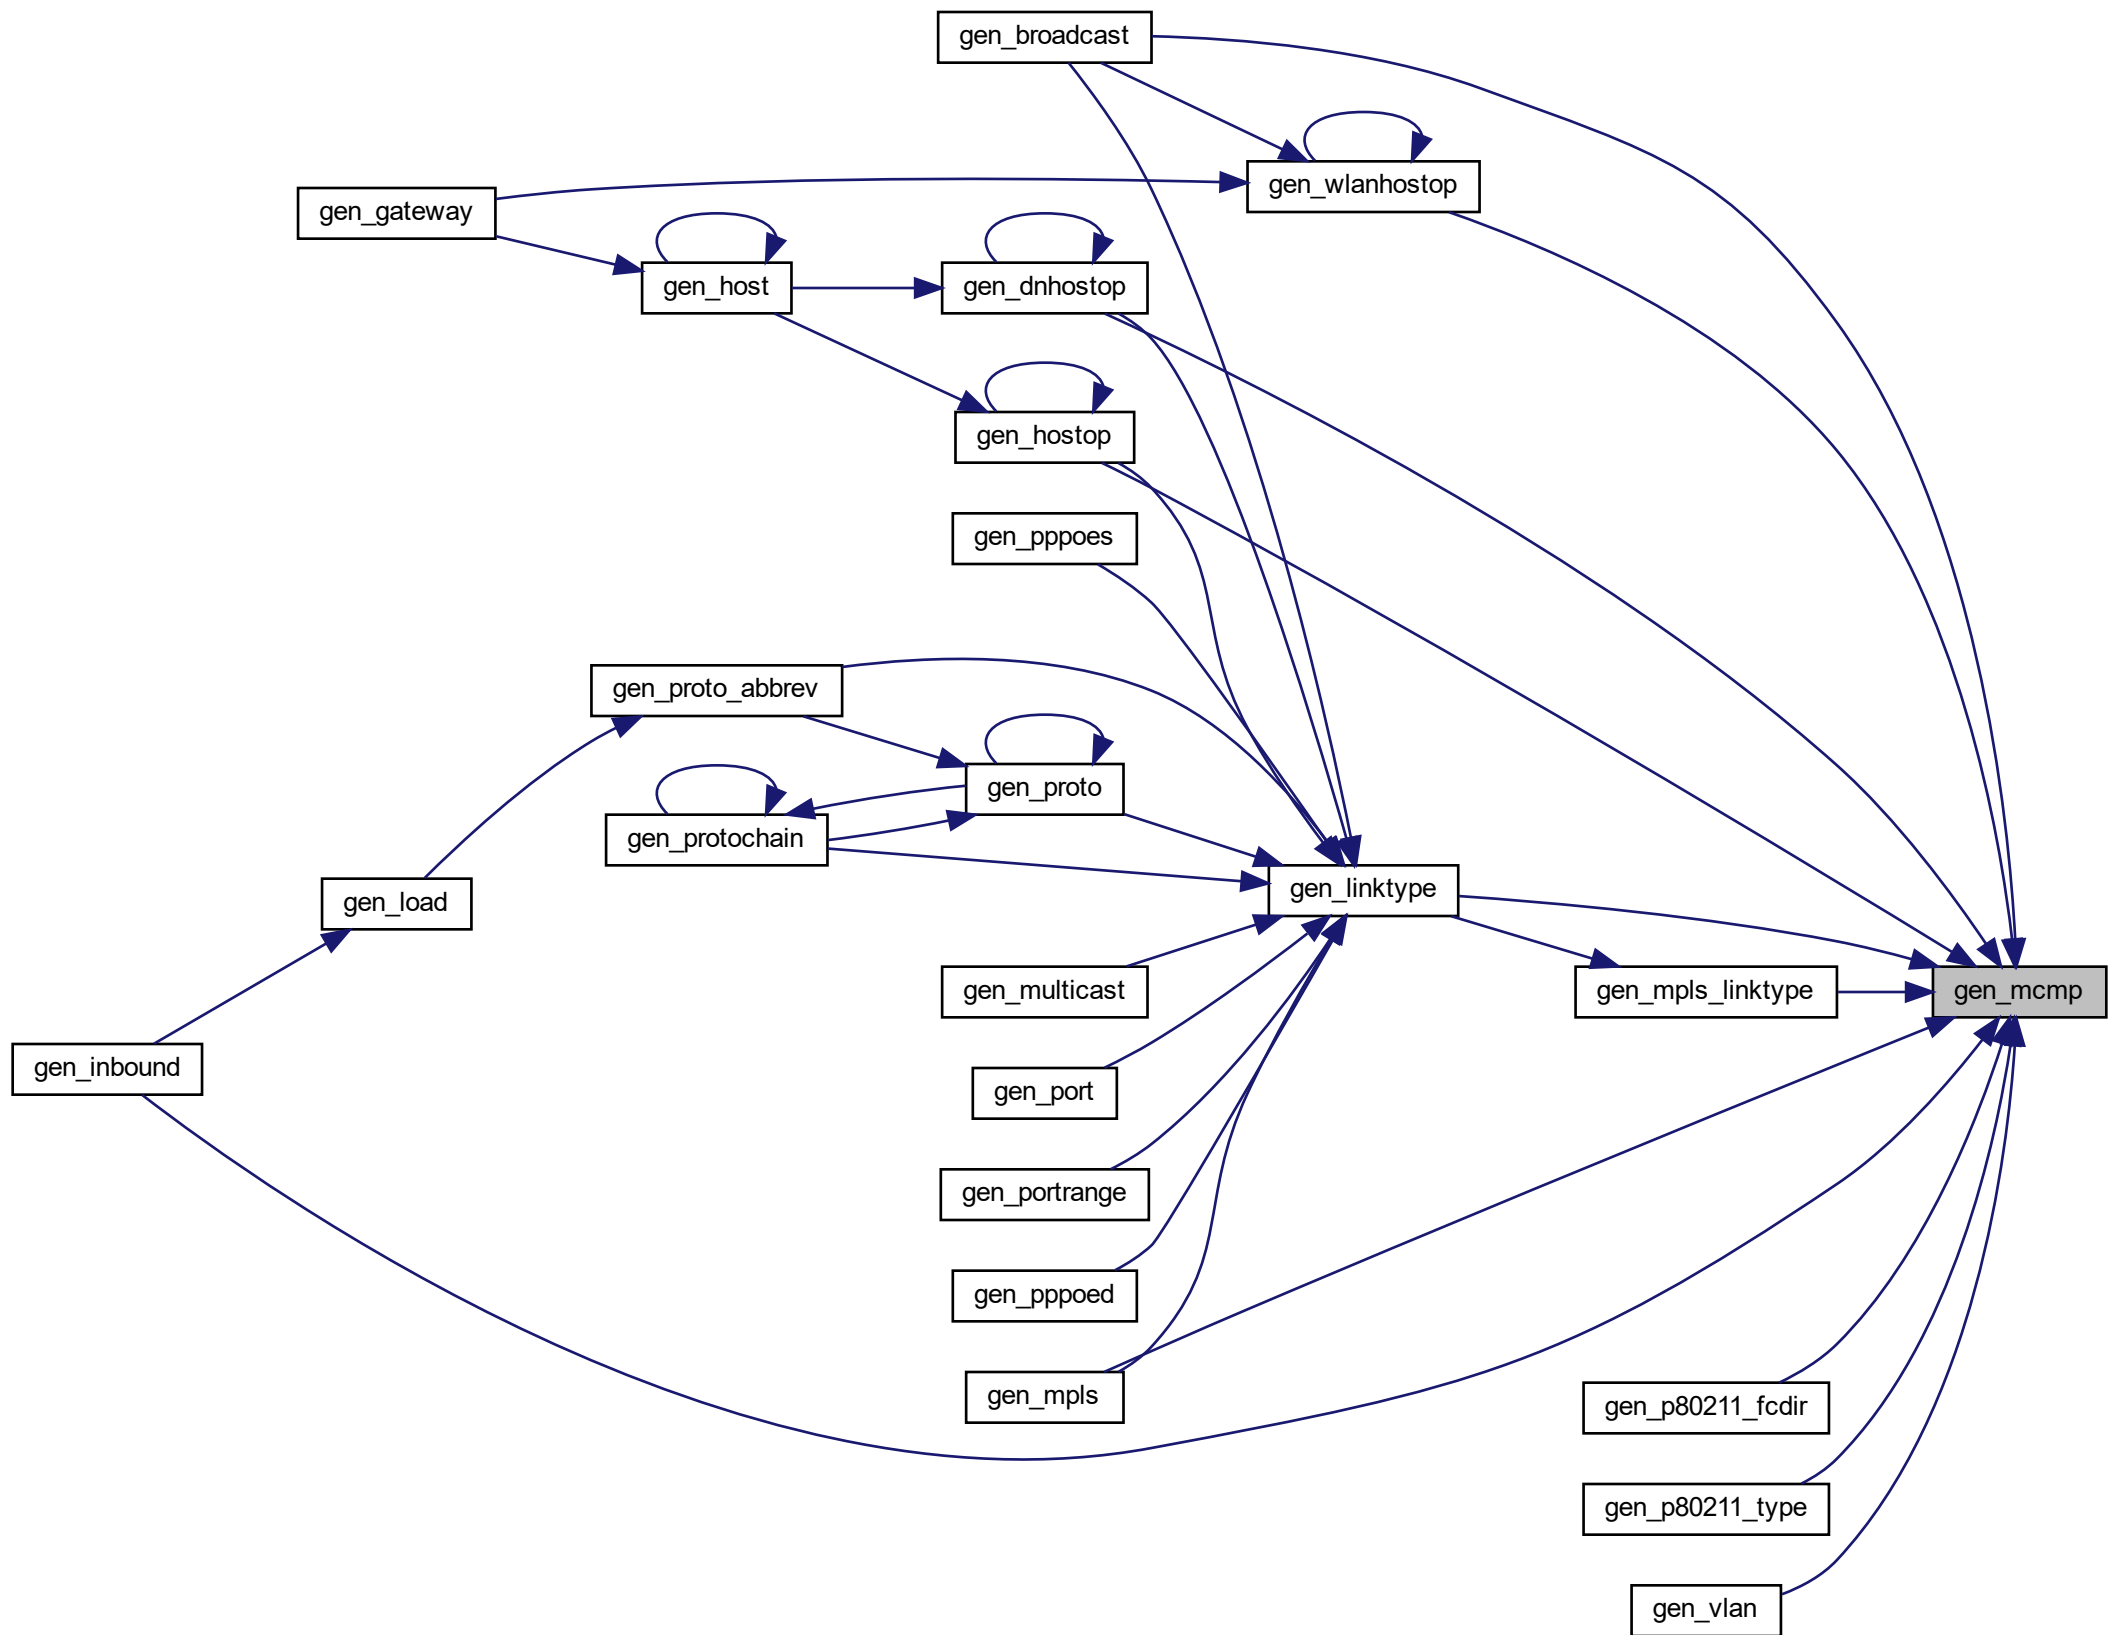 gen_broadcast
gen_wlanhostop
gen_gateway
gen_host
gen_dnhostop
gen_hostop
gen_pppoes
gen_proto_abbrev
gen_proto
gen_protochain
gen_linktype
gen_load
gen_multicast
gen_mpls_linktype
gen_mcmp
gen_inbound
gen_port
gen_portrange
gen_pppoed
gen_mpls
gen_p80211_fcdir
gen_p80211_type
gen_vlan